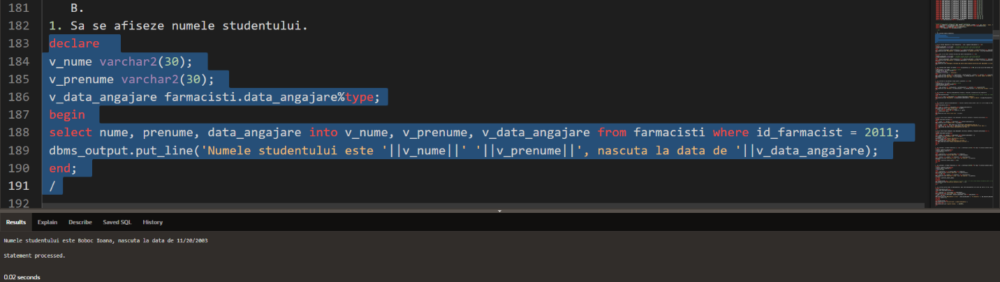 181 B.
182 1. Sa se afiseze numele studentului.
183 declare
184 v_nume varchar2(30);
185 v_prenume varchar2(30);
186 v_data_angajare farmacisti.data_angajare%type;
187 begin
188 select nume, prenume, data_angajare into v_nume, v_prenume, v_data_angajare from farmacisti where id_farmacist = 2011;
189 dbms_output.put_line('Numele studentului este '||v_nume||' '||v_prenume||', nascuta la data de '||v_data_angajare);
190 end;
191 /
192
Results Explain Describe Saved SQL History
Numele studentului este Boboc Ioana, nascuta la data de 11/20/2003
Statement processed.
0.02 seconds